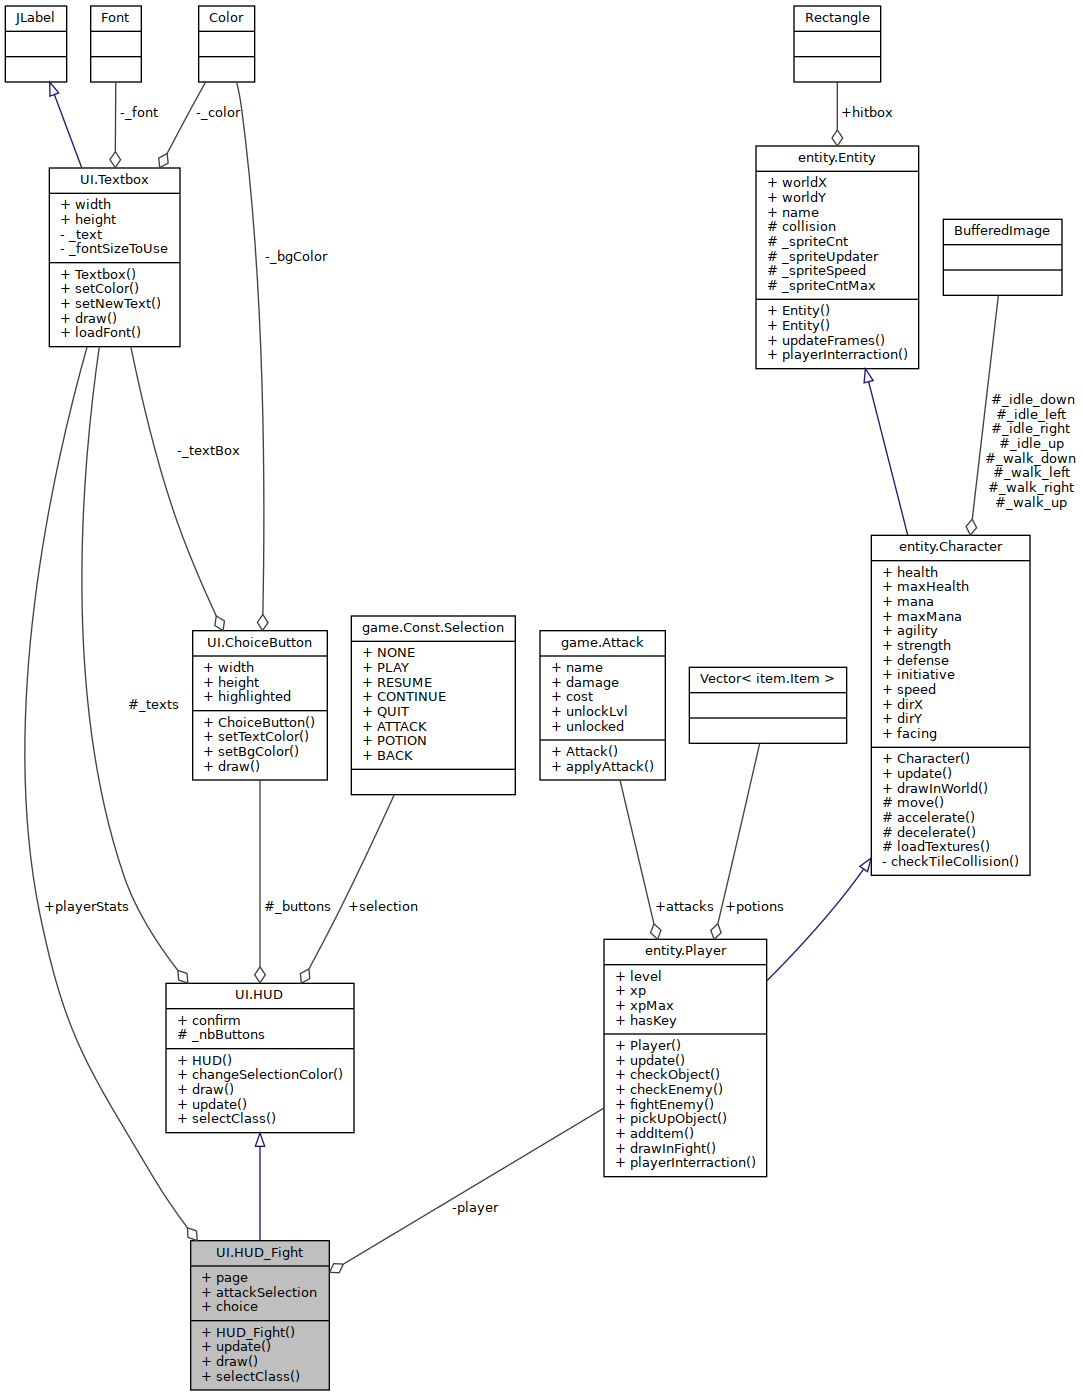 JLabel
Font
Color
Rectangle
-_font
-_color
+hitbox
UI.Textbox
+ width
+ height
- _text
- _fontSizeToUse
+ Textbox()
+ setColor()
+ setNewText()
+ draw()
+ loadFont()
entity.Entity
+ worldX
+ worldY
+ name
# collision
# _spriteCnt
# _spriteUpdater
# _spriteSpeed
# _spriteCntMax
+ Entity()
+ Entity()
+ updateFrames()
+ playerInterraction()
BufferedImage
-_bgColor
-_textBox
#_idle_down
#_idle_left
#_idle_right
#_idle_up
#_walk_down
#_walk_left
#_walk_right
#_walk_up
entity.Character
+ health
+ maxHealth
+ mana
+ maxMana
+ agility
+ strength
+ defense
+ initiative
+ speed
+ dirX
+ dirY
+ facing
+ Character()
+ update()
+ drawInWorld()
# move()
# accelerate()
# decelerate()
# loadTextures()
- checkTileCollision()
#_texts
UI.ChoiceButton
+ width
+ height
+ highlighted
+ ChoiceButton()
+ setTextColor()
+ setBgColor()
+ draw()
game.Const.Selection
+ NONE
+ PLAY
+ RESUME
+ CONTINUE
+ QUIT
+ ATTACK
+ POTION
+ BACK
game.Attack
+ name
+ damage
+ cost
+ unlockLvl
+ unlocked
+ Attack()
+ applyAttack()
Vector< item.Item >
+playerStats
#_buttons
+selection
+attacks
+potions
UI.HUD
+ confirm
# _nbButtons
+ HUD()
+ changeSelectionColor()
+ draw()
+ update()
+ selectClass()
entity.Player
+ level
+ xp
+ xpMax
+ hasKey
+ Player()
+ update()
+ checkObject()
+ checkEnemy()
+ fightEnemy()
+ pickUpObject()
+ addItem()
+ drawInFight()
+ playerInterraction()
-player
UI.HUD_Fight
+ page
+ attackSelection
+ choice
+ HUD_Fight()
+ update()
+ draw()
+ selectClass()